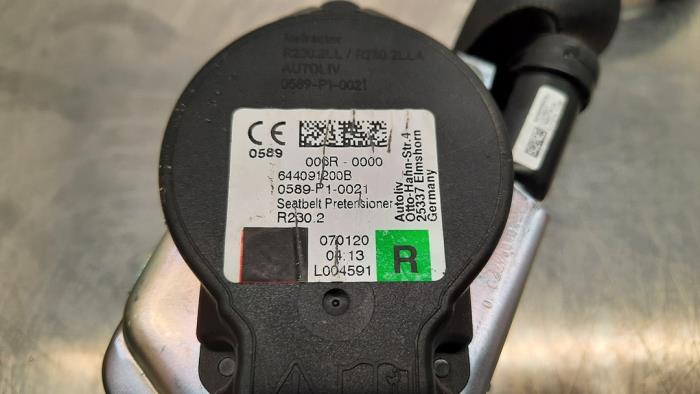 Retractor
R230.2LL / R230.2LLA
AUTOLIV
0589-P1-0021
CE
0589
006R - 0000
644091200B
0589-P1-0021
Seatbelt Pretensioner
R230.2
070120
04:13
L004591
R
Autoliv
Otto-Hahn-Str.4
25337 Elmshorn
Germany